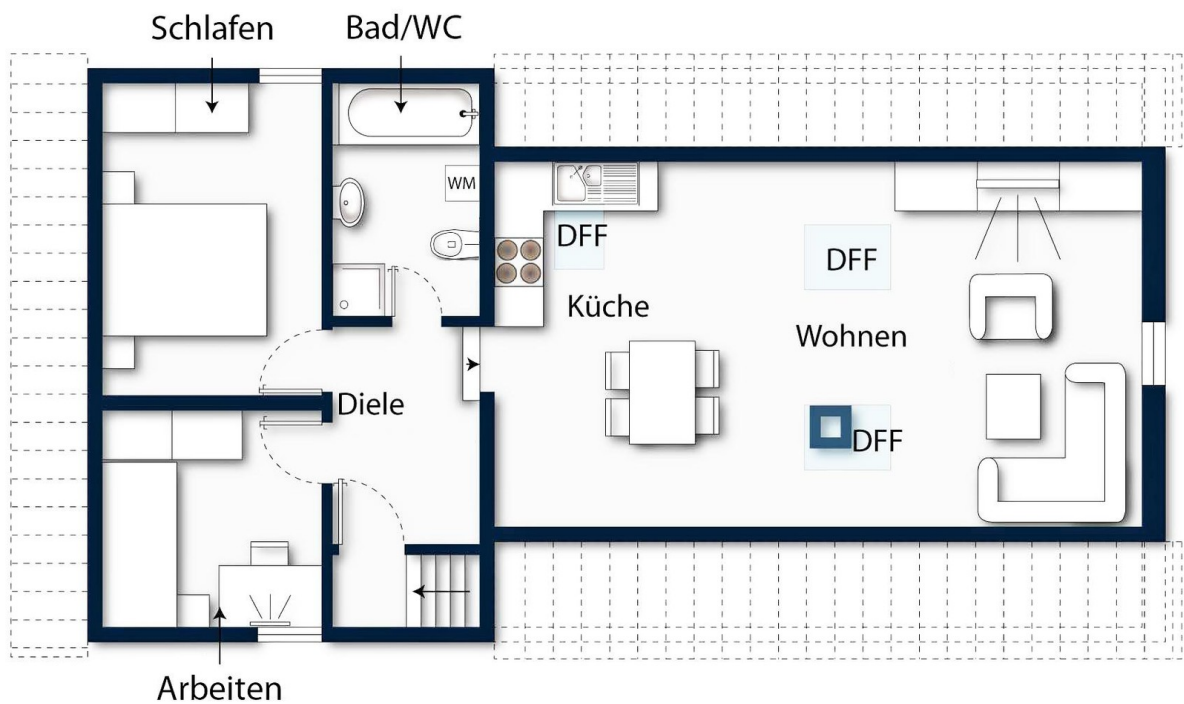 Schlafen
Bad/WC
WM
DFF
DFF
Küche
Wohnen
Diele
DFF
Arbeiten